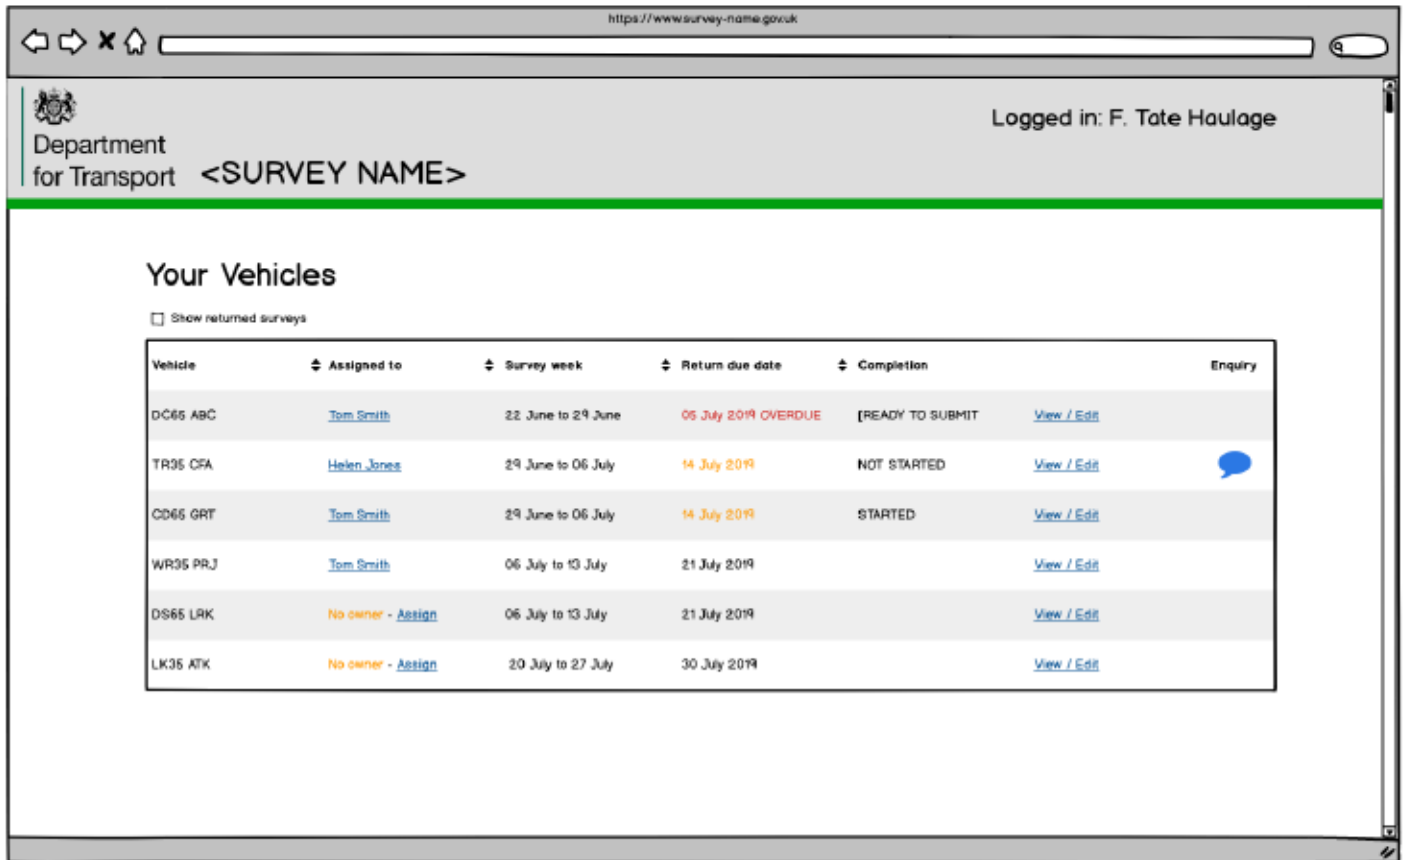 https://www.survey-name.gov.uk
Logged in: F. Tate Haulage
Department
for Transport <SURVEY NAME>
Your Vehicles
Show returned surveys
Vehicle Assigned to Survey week Return due date Completion Enquiry
DC65 ABC Tom Smith 22 June to 29 June 05 July 2019 OVERDUE [READY TO SUBMIT View / Edit
TR35 CFA Helen Jones 29 June to 06 July 14 July 2019 NOT STARTED View / Edit
CD65 GRT Tom Smith 29 June to 06 July 14 July 2019 STARTED View / Edit
WR35 PRJ Tom Smith 06 July to 13 July 21 July 2019 View / Edit
DS65 LRK No owner - Assign 06 July to 13 July 21 July 2019 View / Edit
LK35 ATK No owner - Assign 20 July to 27 July 30 July 2019 View / Edit